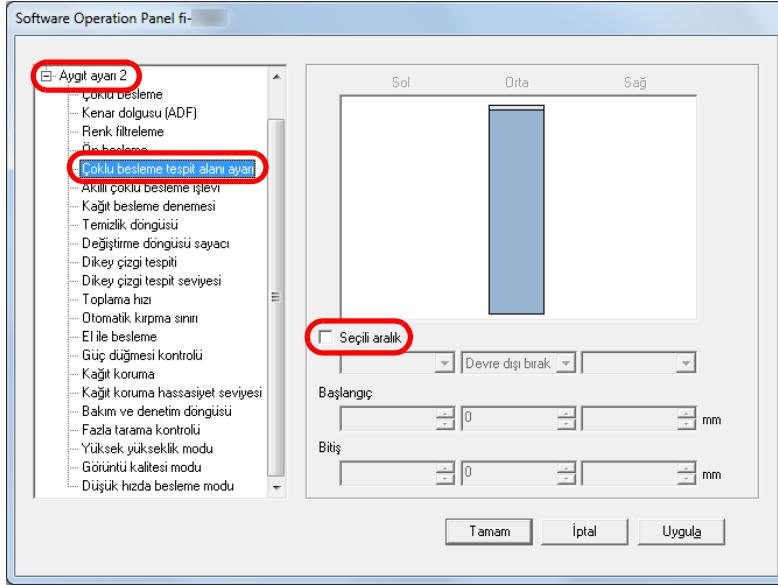 Software Operation Panel fi-
Aygıt ayarı 2
Çoklu besleme
Kenar dolgusu (ADF)
Renk filtreleme
Ön besleme
Çoklu besleme tespit alanı ayarı
Akıllı çoklu besleme işlevi
Kağıt besleme denemesi
Temizlik döngüsü
Değiştirme döngüsü sayacı
Dikey çizgi tespiti
Dikey çizgi tespit seviyesi
Toplama hızı
Otomatik kırpma sınırı
El ile besleme
Güç düğmesi kontrolü
Kağıt koruma
Kağıt koruma hassasiyet seviyesi
Bakım ve denetim döngüsü
Fazla tarama kontrolü
Yüksek yükseklik modu
Görüntü kalitesi modu
Düşük hızda besleme modu
Sol Orta Sağ
Seçili aralık
Devre dışı bırak
Başlangıç
0 mm
Bitiş
0 mm
Tamam İptal Uygula